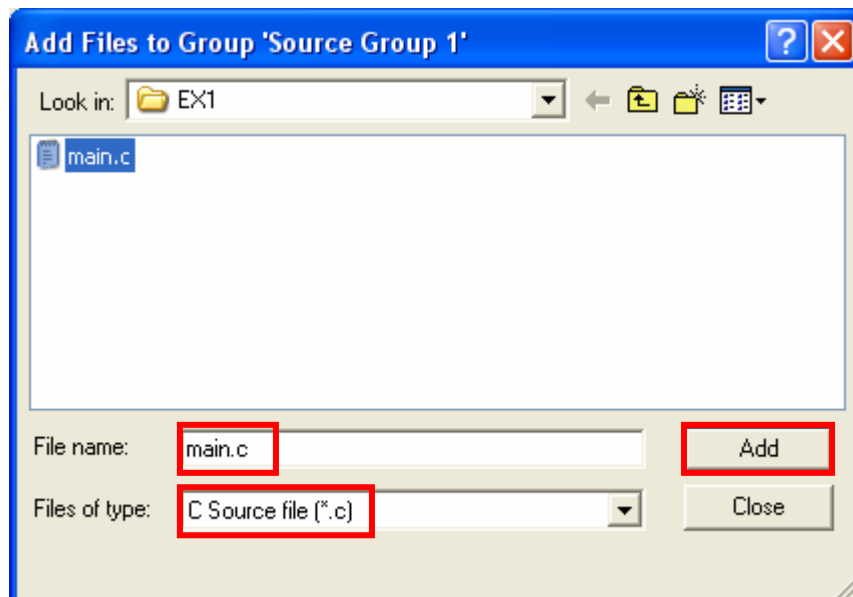 Add Files to Group 'Source Group 1'
Look in: EX1
main.c
File name: main.c Add
Files of type: C Source file (*.c) Close